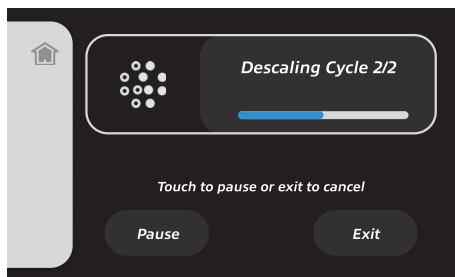 Descaling Cycle 2/2
Touch to pause or exit to cancel
Pause
Exit